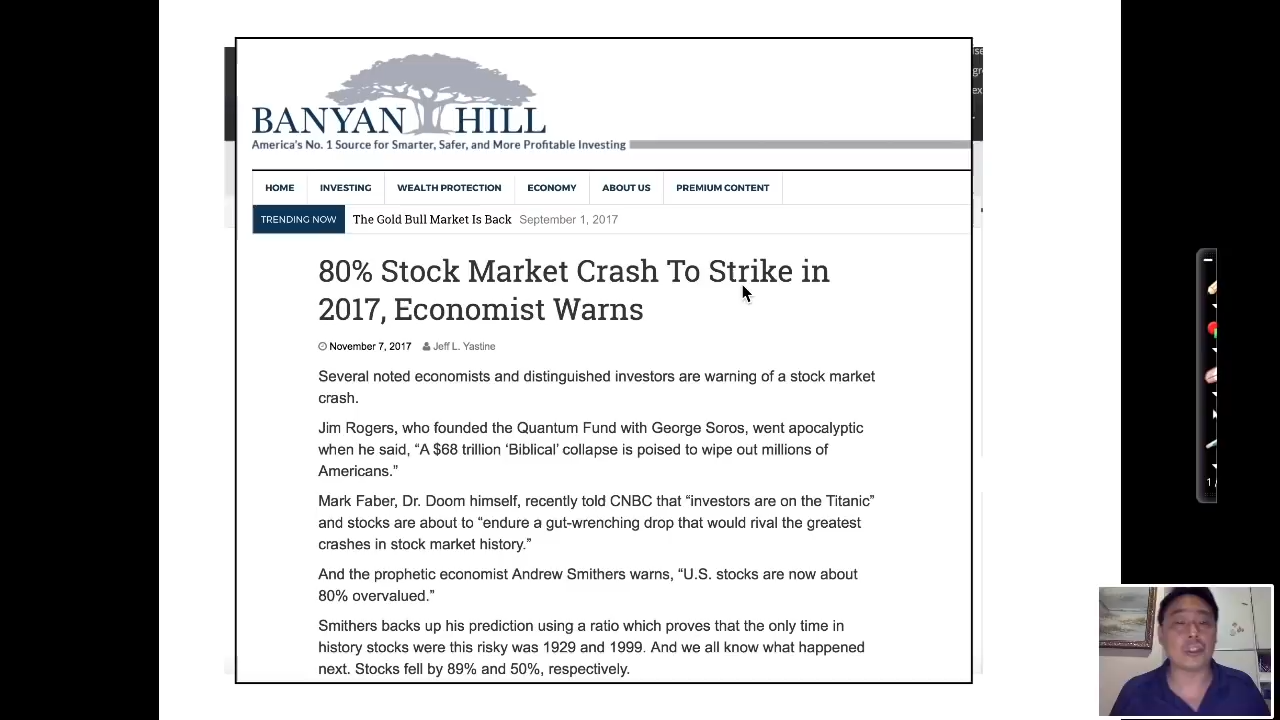 BANYAN HILL
America's No. 1 Source for Smarter, Safer, and More Profitable Investing
HOME INVESTING WEALTH PROTECTION ECONOMY ABOUT US PREMIUM CONTENT
TRENDING NOW The Gold Bull Market Is Back September 1, 2017
80% Stock Market Crash To Strike in
2017, Economist Warns
November 7, 2017 Jeff L. Yastine
Several noted economists and distinguished investors are warning of a stock market
crash.
Jim Rogers, who founded the Quantum Fund with George Soros, went apocalyptic
when he said, “A $68 trillion ‘Biblical’ collapse is poised to wipe out millions of
Americans.”
Mark Faber, Dr. Doom himself, recently told CNBC that “investors are on the Titanic”
and stocks are about to “endure a gut-wrenching drop that would rival the greatest
crashes in stock market history.”
And the prophetic economist Andrew Smithers warns, “U.S. stocks are now about
80% overvalued.”
Smithers backs up his prediction using a ratio which proves that the only time in
history stocks were this risky was 1929 and 1999. And we all know what happened
next. Stocks fell by 89% and 50%, respectively.